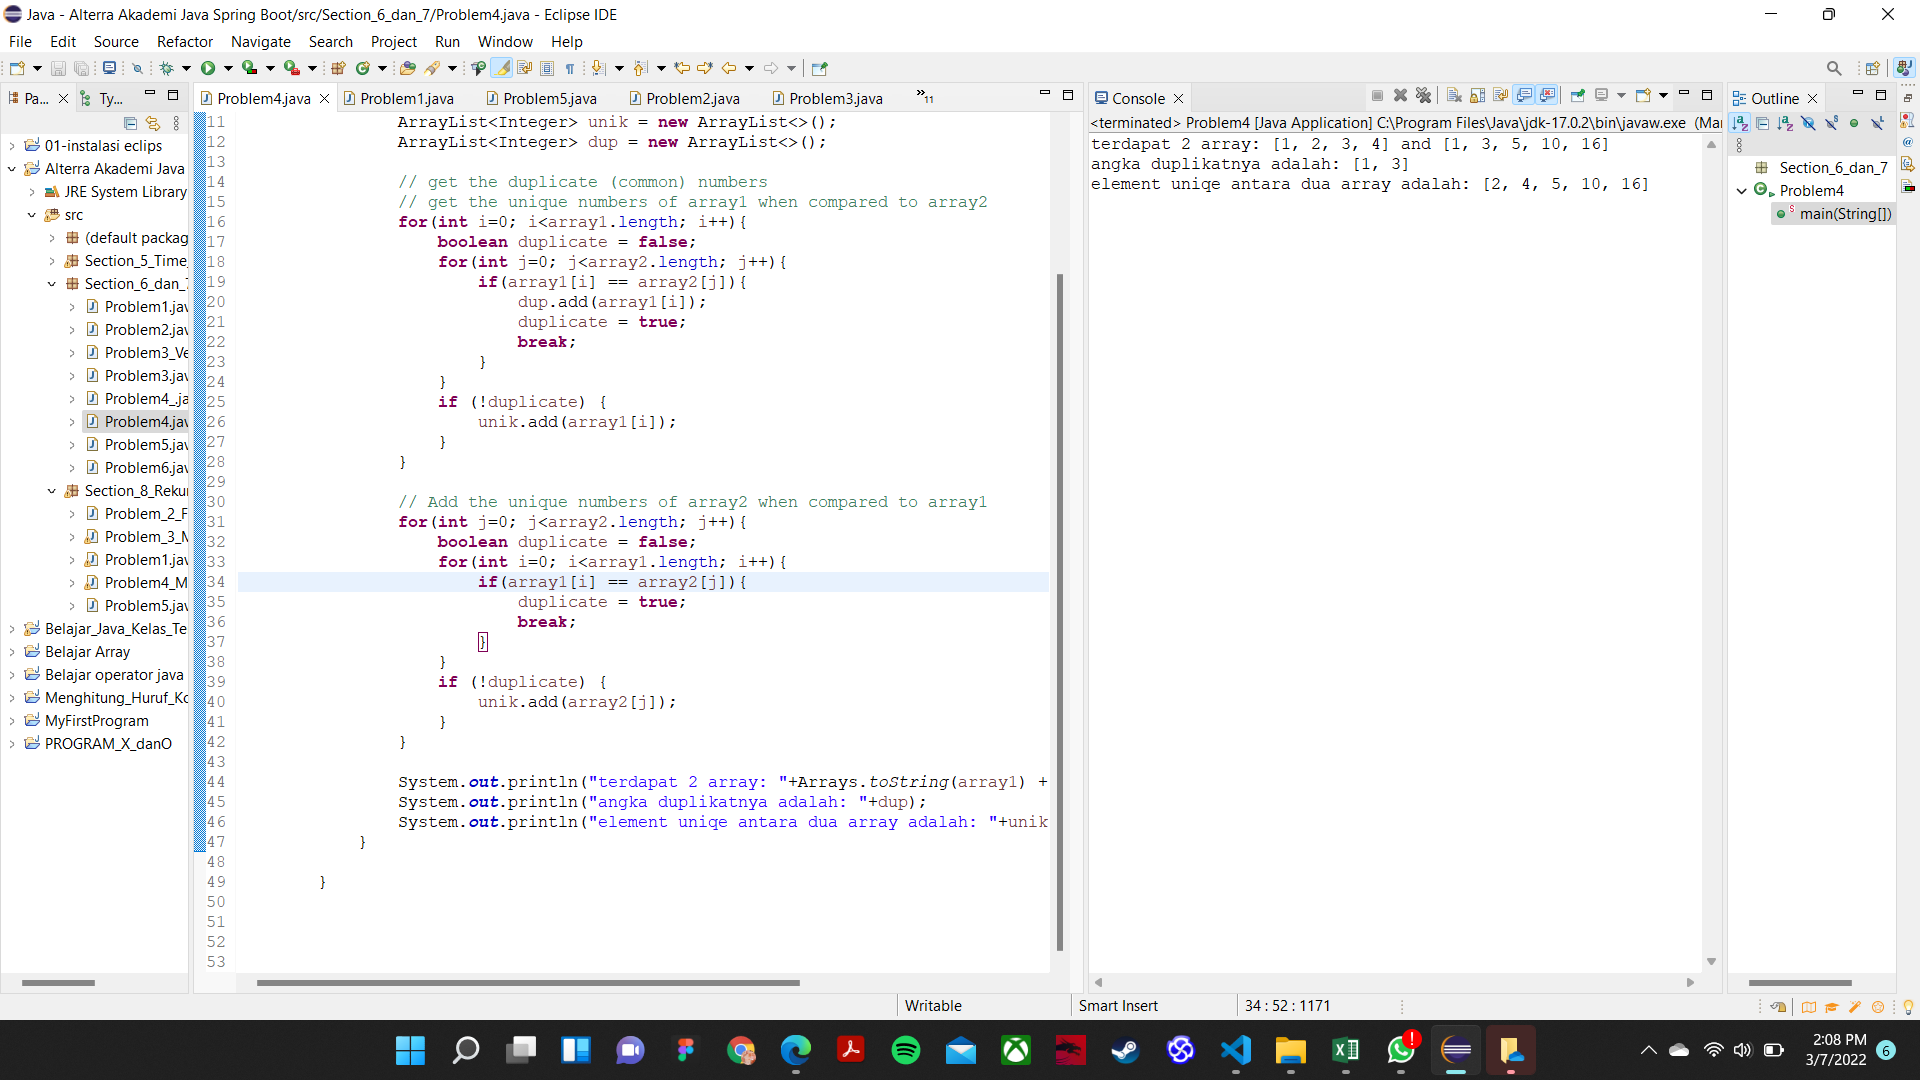 Java - Alterra Akademi Java Spring Boot/src/Section_6_dan_7/Problem4.java - Eclipse IDE
File Edit Source Refactor Navigate Search Project Run Window Help
Pa... Ty...
01-instalasi eclips
Alterra Akademi Java
JRE System Library
src
(default packag
Section_5_Time_
Section_6_dan_7
Problem1.jav
Problem2.jav
Problem3_Ve
Problem3.jav
Problem4_.ja
Problem4.jav
Problem5.jav
Problem6.jav
Section_8_Rekur
Problem_2_F
Problem_3_M
Problem1.jav
Problem4_M
Problem5.jav
Belajar_Java_Kelas_Te
Belajar Array
Belajar operator java
Menghitung_Huruf_Ko
MyFirstProgram
PROGRAM_X_danO
Problem4.java Problem1.java Problem5.java Problem2.java Problem3.java »11
11 ArrayList<Integer> unik = new ArrayList<>();
12 ArrayList<Integer> dup = new ArrayList<>();
13
14 // get the duplicate (common) numbers
15 // get the unique numbers of array1 when compared to array2
16 for(int i=0; i<array1.length; i++){
17 boolean duplicate = false;
18 for(int j=0; j<array2.length; j++){
19 if(array1[i] == array2[j]){
20 dup.add(array1[i]);
21 duplicate = true;
22 break;
23 }
24 }
25 if (!duplicate) {
26 unik.add(array1[i]);
27 }
28 }
29
30 // Add the unique numbers of array2 when compared to array1
31 for(int j=0; j<array2.length; j++){
32 boolean duplicate = false;
33 for(int i=0; i<array1.length; i++){
34 if(array1[i] == array2[j]){
35 duplicate = true;
36 break;
37 }
38 }
39 if (!duplicate) {
40 unik.add(array2[j]);
41 }
42 }
43
44 System.out.println("terdapat 2 array: "+Arrays.toString(array1) +
45 System.out.println("angka duplikatnya adalah: "+dup);
46 System.out.println("element uniqe antara dua array adalah: "+unik
47 }
48
49 }
50
51
52
53
Console
<terminated> Problem4 [Java Application] C:\Program Files\Java\jdk-17.0.2\bin\javaw.exe (Mar
terdapat 2 array: [1, 2, 3, 4] and [1, 3, 5, 10, 16]
angka duplikatnya adalah: [1, 3]
element uniqe antara dua array adalah: [2, 4, 5, 10, 16]
Outline
Section_6_dan_7
Problem4
main(String[])
Writable Smart Insert 34 : 52 : 1171
2:08 PM
3/7/2022 6